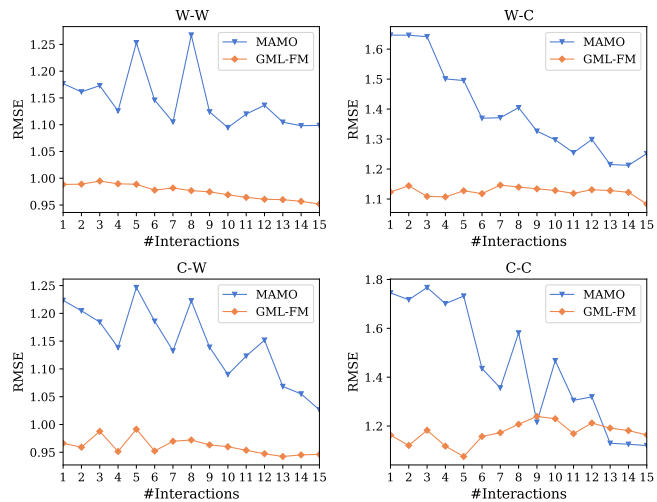 W-W
RMSE
1.25
1.20
1.15
1.10
1.05
1.00
0.95
MAMO
GML-FM
1 2 3 4 5 6 7 8 9 10 11 12 13 14 15
#Interactions
W-C
RMSE
1.6
1.5
1.4
1.3
1.2
1.1
MAMO
GML-FM
1 2 3 4 5 6 7 8 9 10 11 12 13 14 15
#Interactions
C-W
RMSE
1.25
1.20
1.15
1.10
1.05
1.00
0.95
MAMO
GML-FM
1 2 3 4 5 6 7 8 9 10 11 12 13 14 15
#Interactions
C-C
RMSE
1.8
1.6
1.4
1.2
MAMO
GML-FM
1 2 3 4 5 6 7 8 9 10 11 12 13 14 15
#Interactions